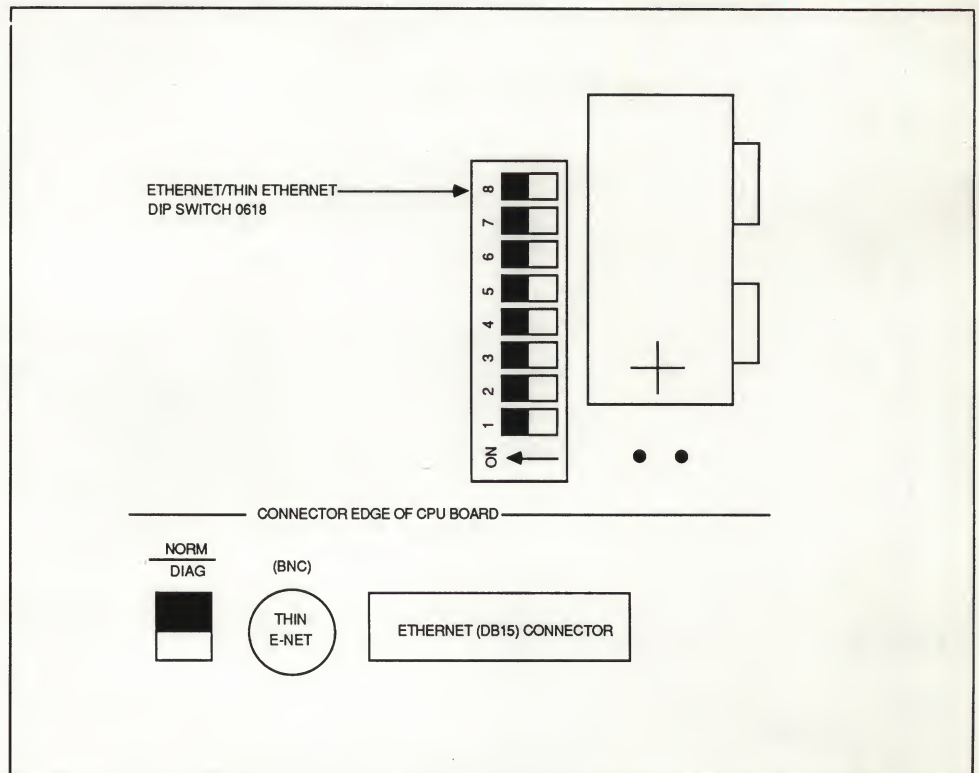 ETHERNET/THIN ETHERNET
DIP SWITCH 0618
8
7
6
5
4
3
2
1
ON
CONNECTOR EDGE OF CPU BOARD
NORM
DIAG
(BNC)
THIN
E-NET
ETHERNET (DB15) CONNECTOR